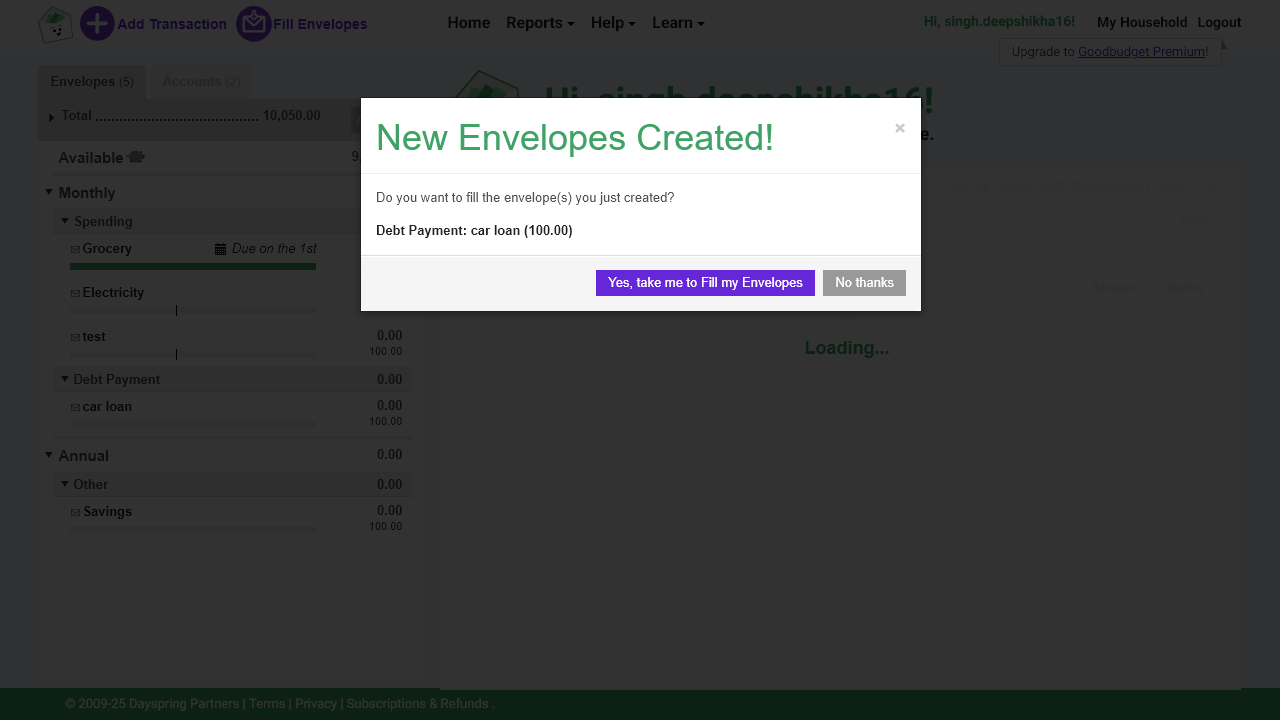 Add Transaction
Fill Envelopes
Home Reports Help Learn
Hi, singh.deepshikha16! My Household Logout
Upgrade to Goodbudget Premium!
Envelopes (5) Accounts (2)
Hi, singh.deepshikha16!
Total 10,050.00
New Envelopes Created!
×
e.
Available 9,
Monthly
Do you want to fill the envelope(s) you just created?
Spending
Debt Payment: car loan (100.00)
Grocery Due on the 1st
Yes, take me to Fill my Envelopes No thanks
Electricity
test 0.00
100.00
Loading...
Debt Payment 0.00
car loan 0.00
100.00
Annual 0.00
Other 0.00
Savings 0.00
100.00
© 2009-25 Dayspring Partners | Terms | Privacy | Subscriptions & Refunds .